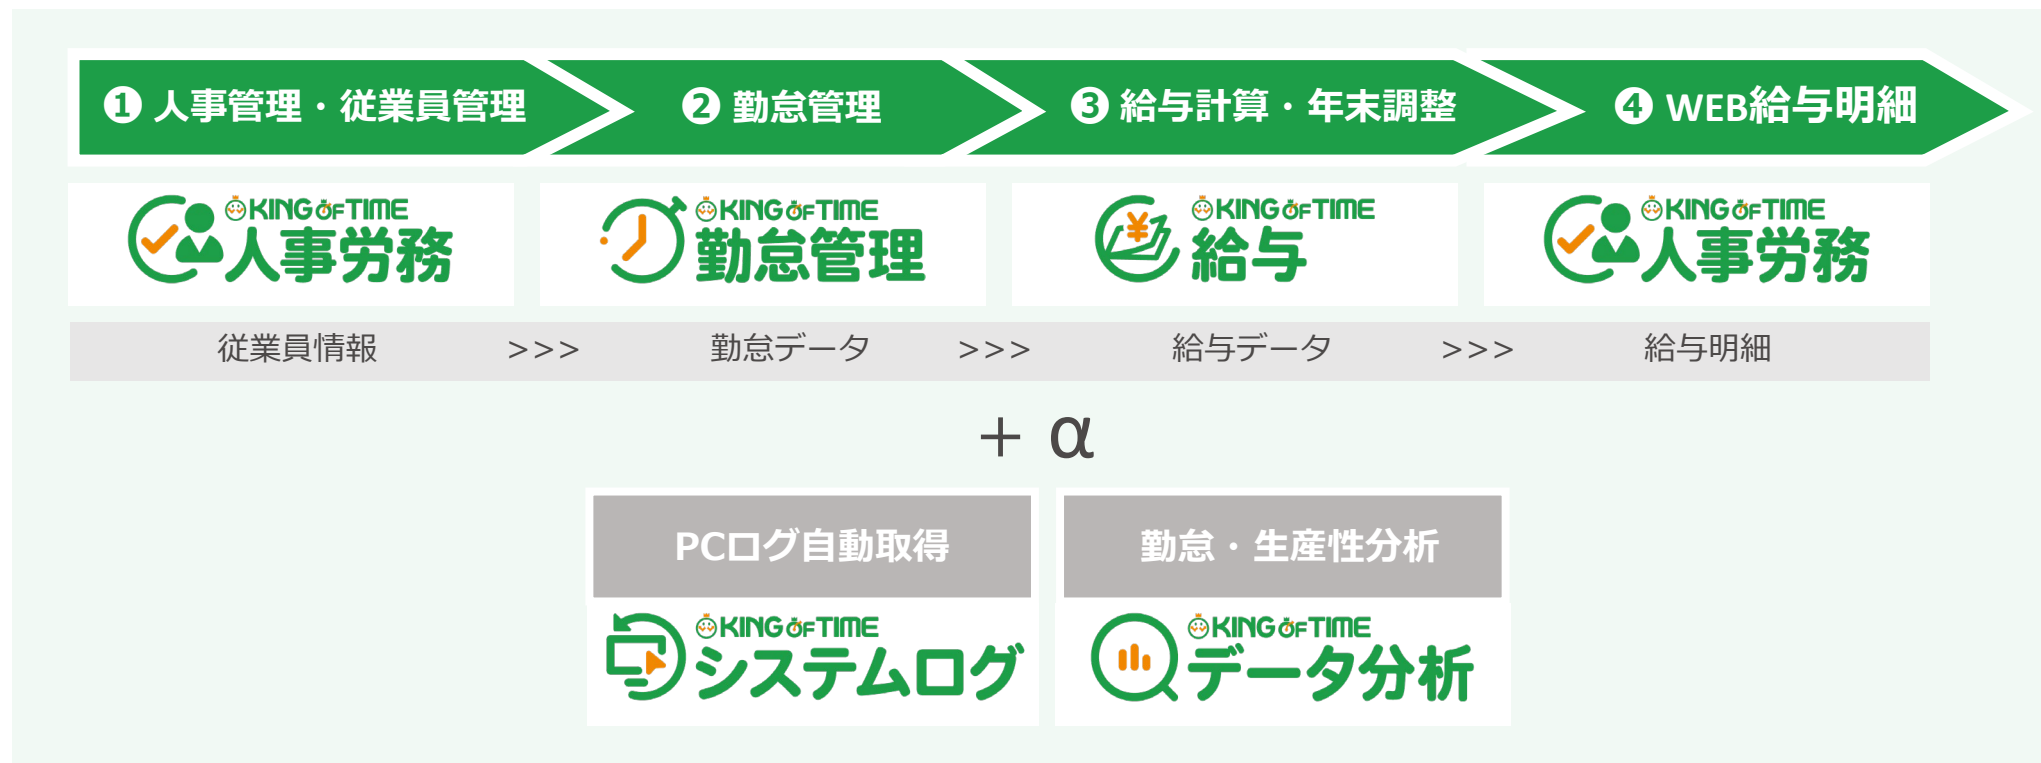 ❶ 人事管理・従業員管理
❷ 勤怠管理
❸ 給与計算・年末調整
❹ WEB給与明細
KING OF TIME
人事労務
KING OF TIME
勤怠管理
KING OF TIME
給与
KING OF TIME
人事労務
従業員情報 >>> 勤怠データ >>> 給与データ >>> 給与明細
+ α
PCログ自動取得
勤怠・生産性分析
KING OF TIME
システムログ
KING OF TIME
データ分析